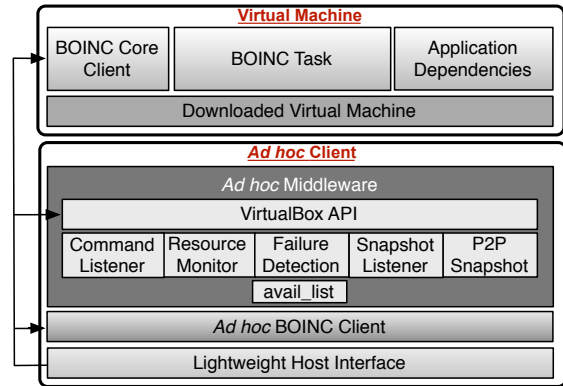 Virtual Machine
BOINC Core
Client
BOINC Task
Application
Dependencies
Downloaded Virtual Machine
Ad hoc Client
Ad hoc Middleware
VirtualBox API
Command
Listener
Resource
Monitor
Failure
Detection
Snapshot
Listener
P2P
Snapshot
avail_list
Ad hoc BOINC Client
Lightweight Host Interface